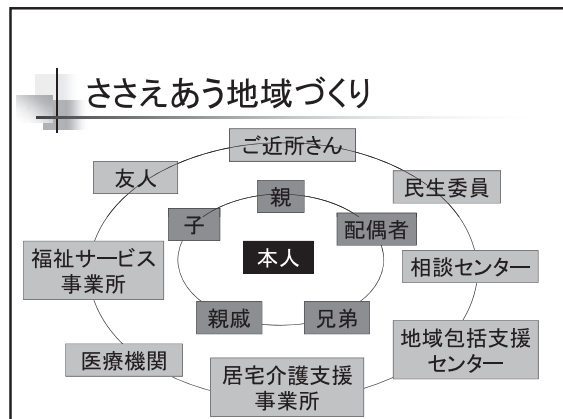 ささえあう地域づくり
ご近所さん
友人
民生委員
親
子
配偶者
本人
福祉サービス
事業所
相談センター
親戚
兄弟
地域包括支援
センター
医療機関
居宅介護支援
事業所